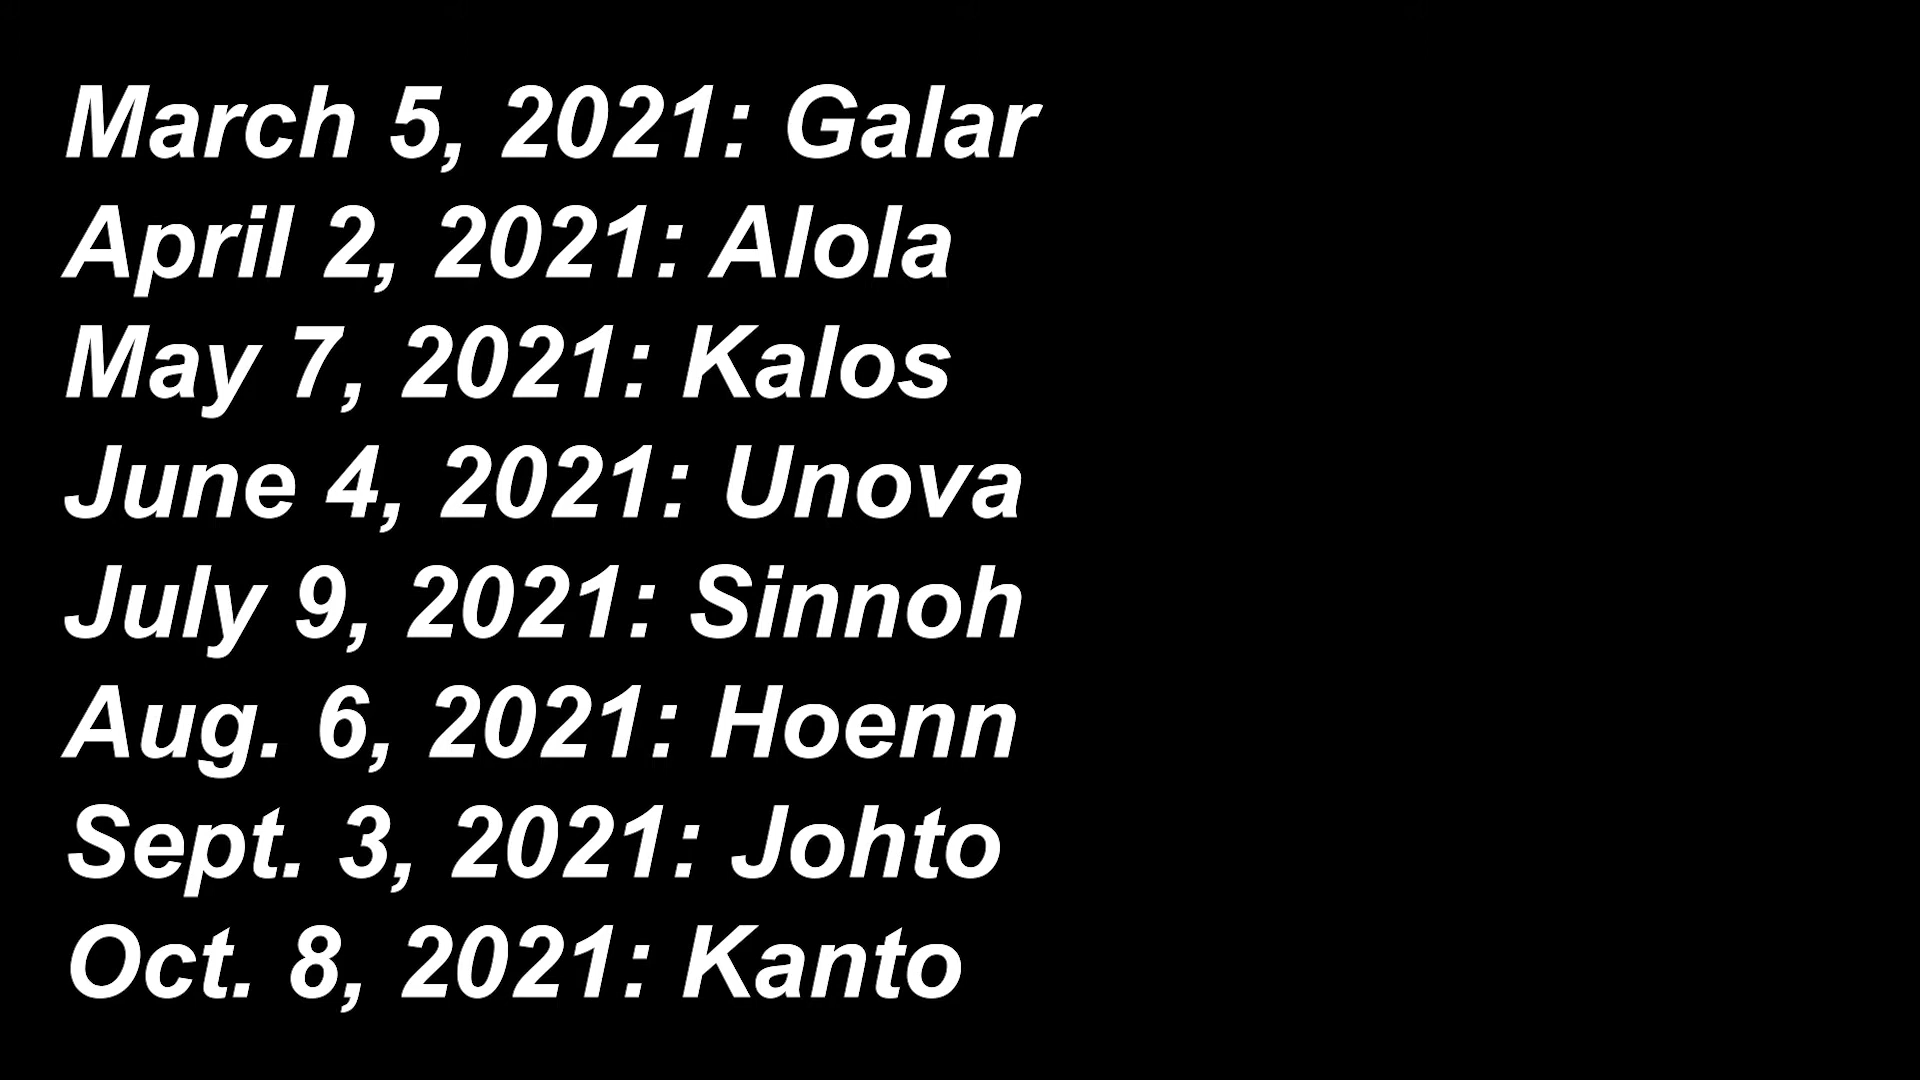 March 5, 2021: Galar
April 2, 2021: Alola
May 7, 2021: Kalos
June 4, 2021: Unova
July 9, 2021: Sinnoh
Aug. 6, 2021: Hoenn
Sept. 3, 2021: Johto
Oct. 8, 2021: Kanto